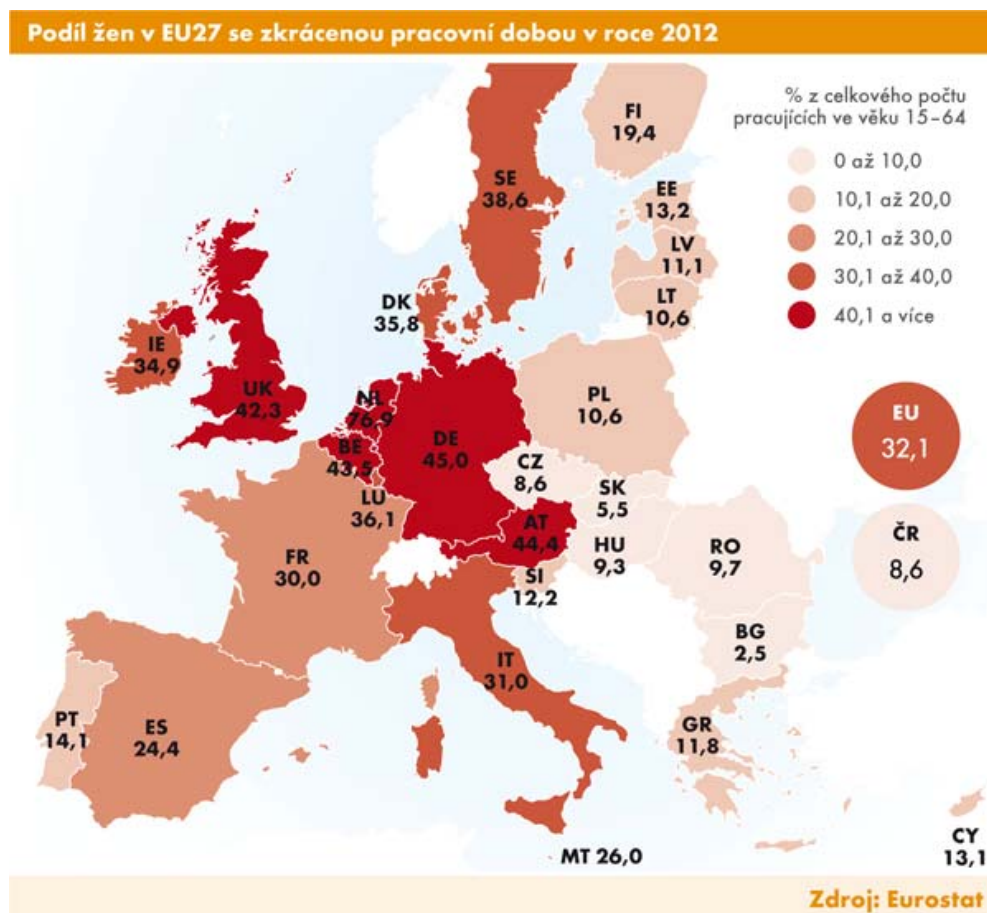 Podíl žen v EU27 se zkrácenou pracovní dobou v roce 2012
% z celkového počtu
pracujících ve věku 15–64
0 až 10,0
10,1 až 20,0
20,1 až 30,0
30,1 až 40,0
40,1 a více
FI
19,4
SE
38,6
EE
13,2
LV
11,1
LT
10,6
DK
35,8
IE
34,9
UK
42,3
NL
76,9
BE
43,5
DE
45,0
PL
10,6
EU
32,1
CZ
8,6
SK
5,5
LU
36,1
AT
44,4
HU
9,3
RO
9,7
ČR
8,6
FR
30,0
SI
12,2
BG
2,5
IT
31,0
PT
14,1
ES
24,4
GR
11,8
MT 26,0
CY
13,1
Zdroj: Eurostat